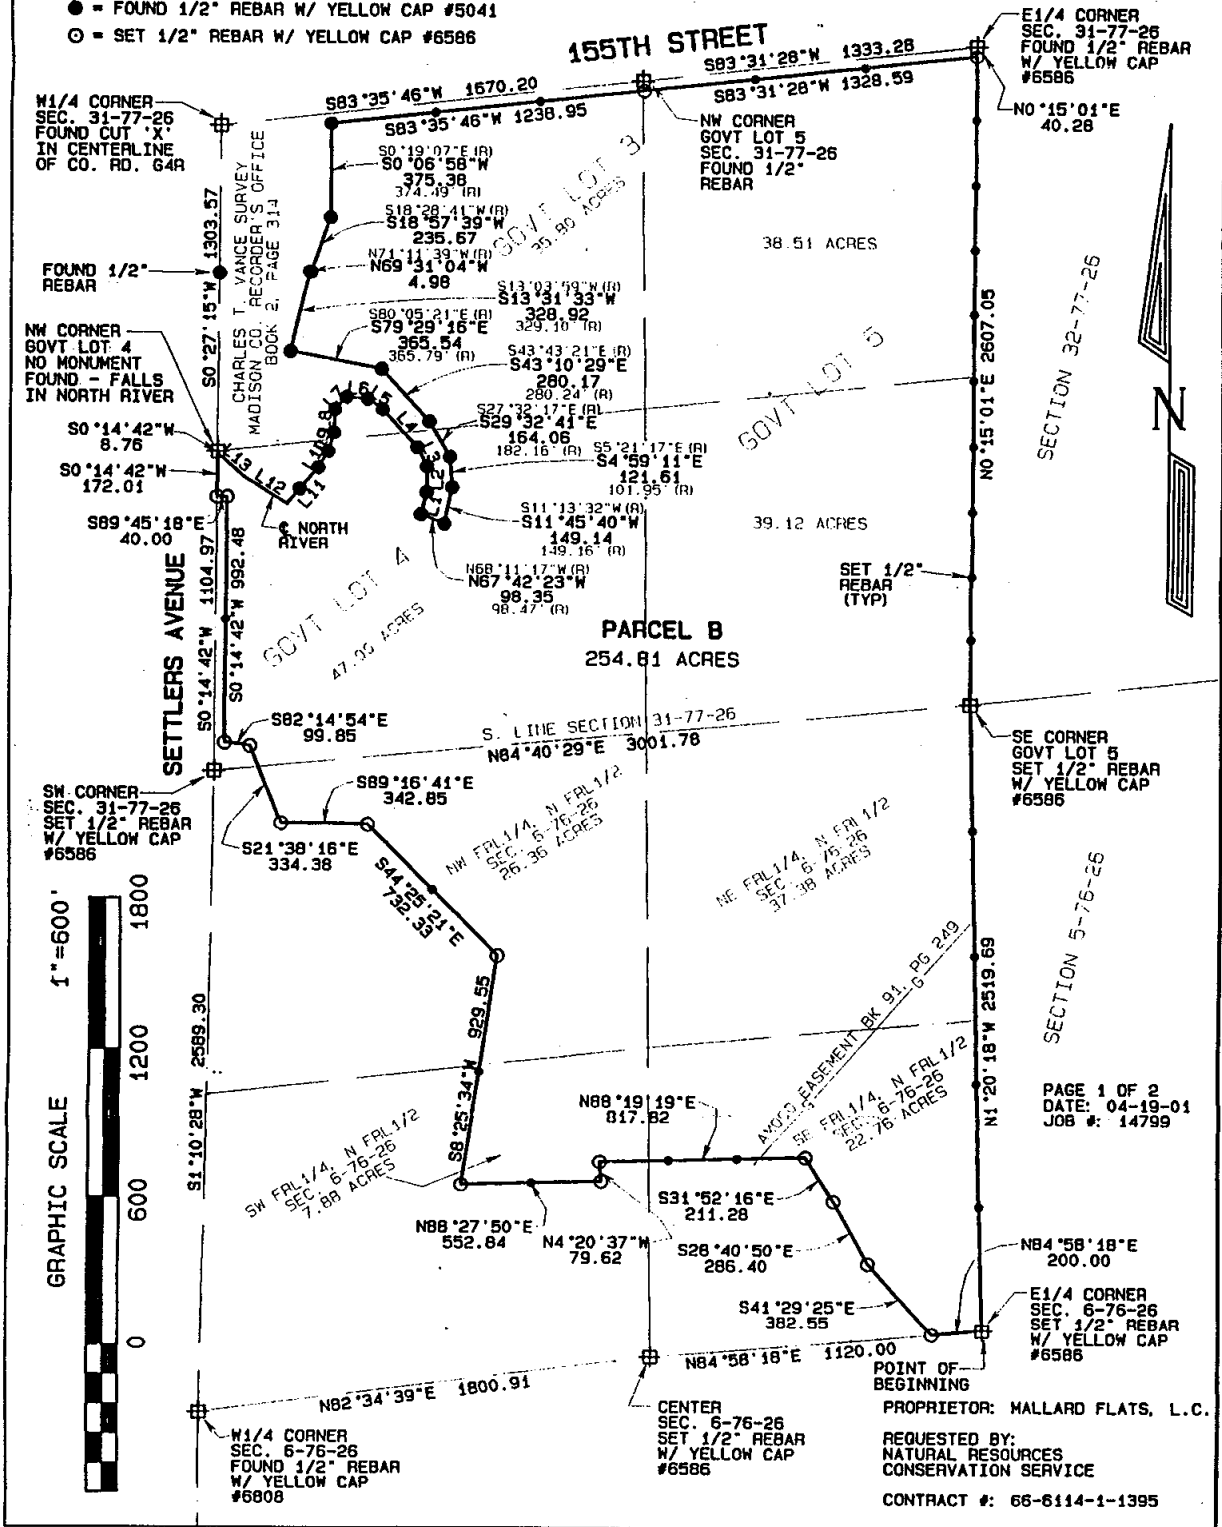 ● = FOUND 1/2" REBAR W/ YELLOW CAP #5041
⊙ = SET 1/2" REBAR W/ YELLOW CAP #6586
155TH STREET
E1/4 CORNER
SEC. 31-77-26
FOUND 1/2" REBAR
W/ YELLOW CAP
#6586
N0°15'01"E
40.28
S83°31'28"W 1333.28
S83°31'28"W 1328.59
S83°35'46"W 1570.20
S83°35'46"W 1238.95
W1/4 CORNER
SEC. 31-77-26
FOUND CUT 'X'
IN CENTERLINE
OF CO. RD. G4R
NW CORNER
GOVT LOT 5
SEC. 31-77-26
FOUND 1/2"
REBAR
CHARLES T. VANCE SURVEY
MADISON CO. RECORDER'S OFFICE
BOOK 2, PAGE 314
S0°27'15"W 1303.57
S0°19'07"E (R)
S0°06'58"W
375.38
374.49' (R)
S18°28'41"W (R)
S18°57'39"W
235.67
N71°11'39"W (R)
N69°31'04"W
4.98
S13°03'59"W (R)
S13°31'33"W
328.92
329.10' (R)
S80°05'21"E (R)
S79°29'16"E
365.54
365.79' (R)
S43°43'21"E (R)
S43°10'29"E
280.17
280.24' (R)
S27°32'17"E (R)
S29°32'41"E
164.06
182.16' (R)
S5°21'17"E (R)
S4°59'11"E
121.61
101.95' (R)
S11°13'32"W (R)
S11°45'40"W
149.14
149.16' (R)
N68°11'17"W (R)
N67°42'23"W
98.35
98.47' (R)
GOVT LOT 3
35.80 ACRES
38.51 ACRES
FOUND 1/2"
REBAR
NW CORNER
GOVT LOT 4
NO MONUMENT
FOUND - FALLS
IN NORTH RIVER
S0°14'42"W
8.76
S0°14'42"W
172.01
S89°45'18"E
40.00
L1
L2
L3
L4
L5
L6
L7
L8
L9
L10
L11
L12
L13
℄ NORTH
RIVER
GOVT LOT 5
39.12 ACRES
N0°15'01"E 2607.05
SECTION 32-77-26
N
SET 1/2"
REBAR
(TYP)
GOVT LOT 4
47.00 ACRES
SETTLERS AVENUE
S0°14'42"W 1104.97
S0°14'42"W 992.48
PARCEL B
254.81 ACRES
S82°14'54"E
99.85
S. LINE SECTION 31-77-26
N84°40'29"E 3001.78
SE CORNER
GOVT LOT 5
SET 1/2" REBAR
W/ YELLOW CAP
#6586
SW CORNER
SEC. 31-77-26
SET 1/2" REBAR
W/ YELLOW CAP
#6586
S89°16'41"E
342.85
S21°38'16"E
334.38
S44°25'21"E
732.33
NW FRL1/4, N FRL1/2
SEC. 6-76-26
26.36 ACRES
NE FRL1/4, N FRL1/2
SEC. 6-76-26
37.38 ACRES
SECTION 5-76-26
1"=600'
GRAPHIC SCALE
1800
1200
600
0
S1°10'28"W 2589.30
S8°25'34"W 929.55
N1°20'18"W 2519.69
AMOCO EASEMENT BK 91, PG 249
G
G
SE FRL1/4, N FRL1/2
SEC. 6-76-26
22.76 ACRES
PAGE 1 OF 2
DATE: 04-19-01
JOB #: 14799
SW FRL1/4, N FRL1/2
SEC. 6-76-26
7.88 ACRES
N88°19'19"E
817.82
N88°27'50"E
552.84
N4°20'37"W
79.62
S31°52'16"E
211.28
S28°40'50"E
286.40
S41°29'25"E
382.55
N84°58'18"E
200.00
E1/4 CORNER
SEC. 6-76-26
SET 1/2" REBAR
W/ YELLOW CAP
#6586
N84°58'18"E 1120.00
POINT OF
BEGINNING
N82°34'39"E 1800.91
W1/4 CORNER
SEC. 6-76-26
FOUND 1/2" REBAR
W/ YELLOW CAP
#6808
CENTER
SEC. 6-76-26
SET 1/2" REBAR
W/ YELLOW CAP
#6586
PROPRIETOR: MALLARD FLATS, L.C.
REQUESTED BY:
NATURAL RESOURCES
CONSERVATION SERVICE
CONTRACT #: 66-6114-1-1395